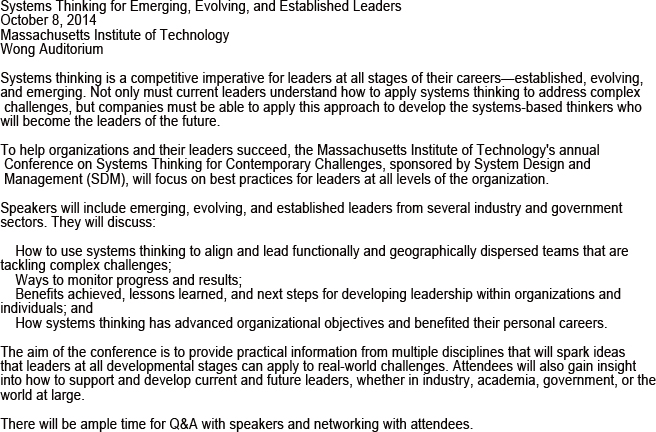 Systems Thinking for Emerging, Evolving, and Established Leaders
October 8, 2014
Massachusetts Institute of Technology
Wong Auditorium
Systems thinking is a competitive imperative for leaders at all stages of their careers—established, evolving,
and emerging. Not only must current leaders understand how to apply systems thinking to address complex
challenges, but companies must be able to apply this approach to develop the systems-based thinkers who
will become the leaders of the future.
To help organizations and their leaders succeed, the Massachusetts Institute of Technology's annual
Conference on Systems Thinking for Contemporary Challenges, sponsored by System Design and
Management (SDM), will focus on best practices for leaders at all levels of the organization.
Speakers will include emerging, evolving, and established leaders from several industry and government
sectors. They will discuss:
How to use systems thinking to align and lead functionally and geographically dispersed teams that are
tackling complex challenges;
Ways to monitor progress and results;
Benefits achieved, lessons learned, and next steps for developing leadership within organizations and
individuals; and
How systems thinking has advanced organizational objectives and benefited their personal careers.
The aim of the conference is to provide practical information from multiple disciplines that will spark ideas
that leaders at all developmental stages can apply to real-world challenges. Attendees will also gain insight
into how to support and develop current and future leaders, whether in industry, academia, government, or the
world at large.
There will be ample time for Q&A with speakers and networking with attendees.